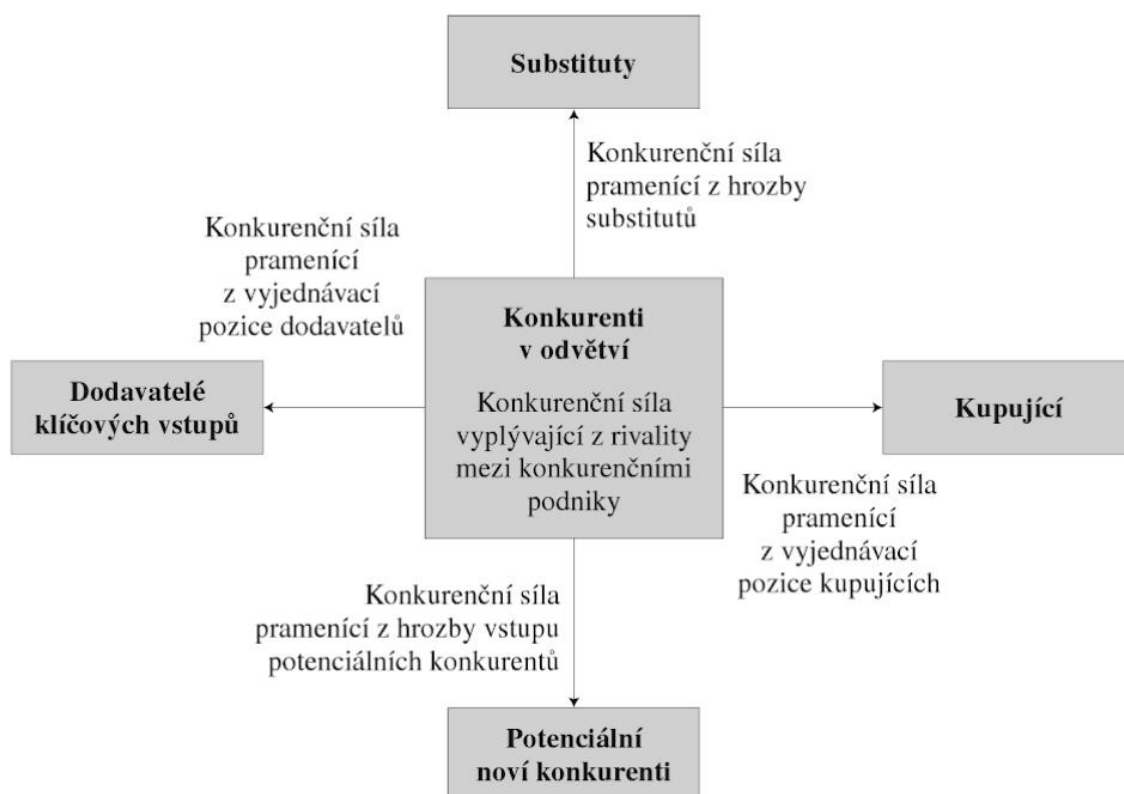 Substituty
Konkurenční síla
pramenící z hrozby
substitutů
Konkurenční síla
pramenící
z vyjednávací
pozice dodavatelů
Konkurenti
v odvětví
Konkurenční síla
vyplývající z rivality
mezi konkurenčními
podniky
Dodavatelé
klíčových vstupů
Kupující
Konkurenční síla
pramenící
z vyjednávací
pozice kupujících
Konkurenční síla
pramenící z hrozby vstupu
potenciálních konkurentů
Potenciální
noví konkurenti